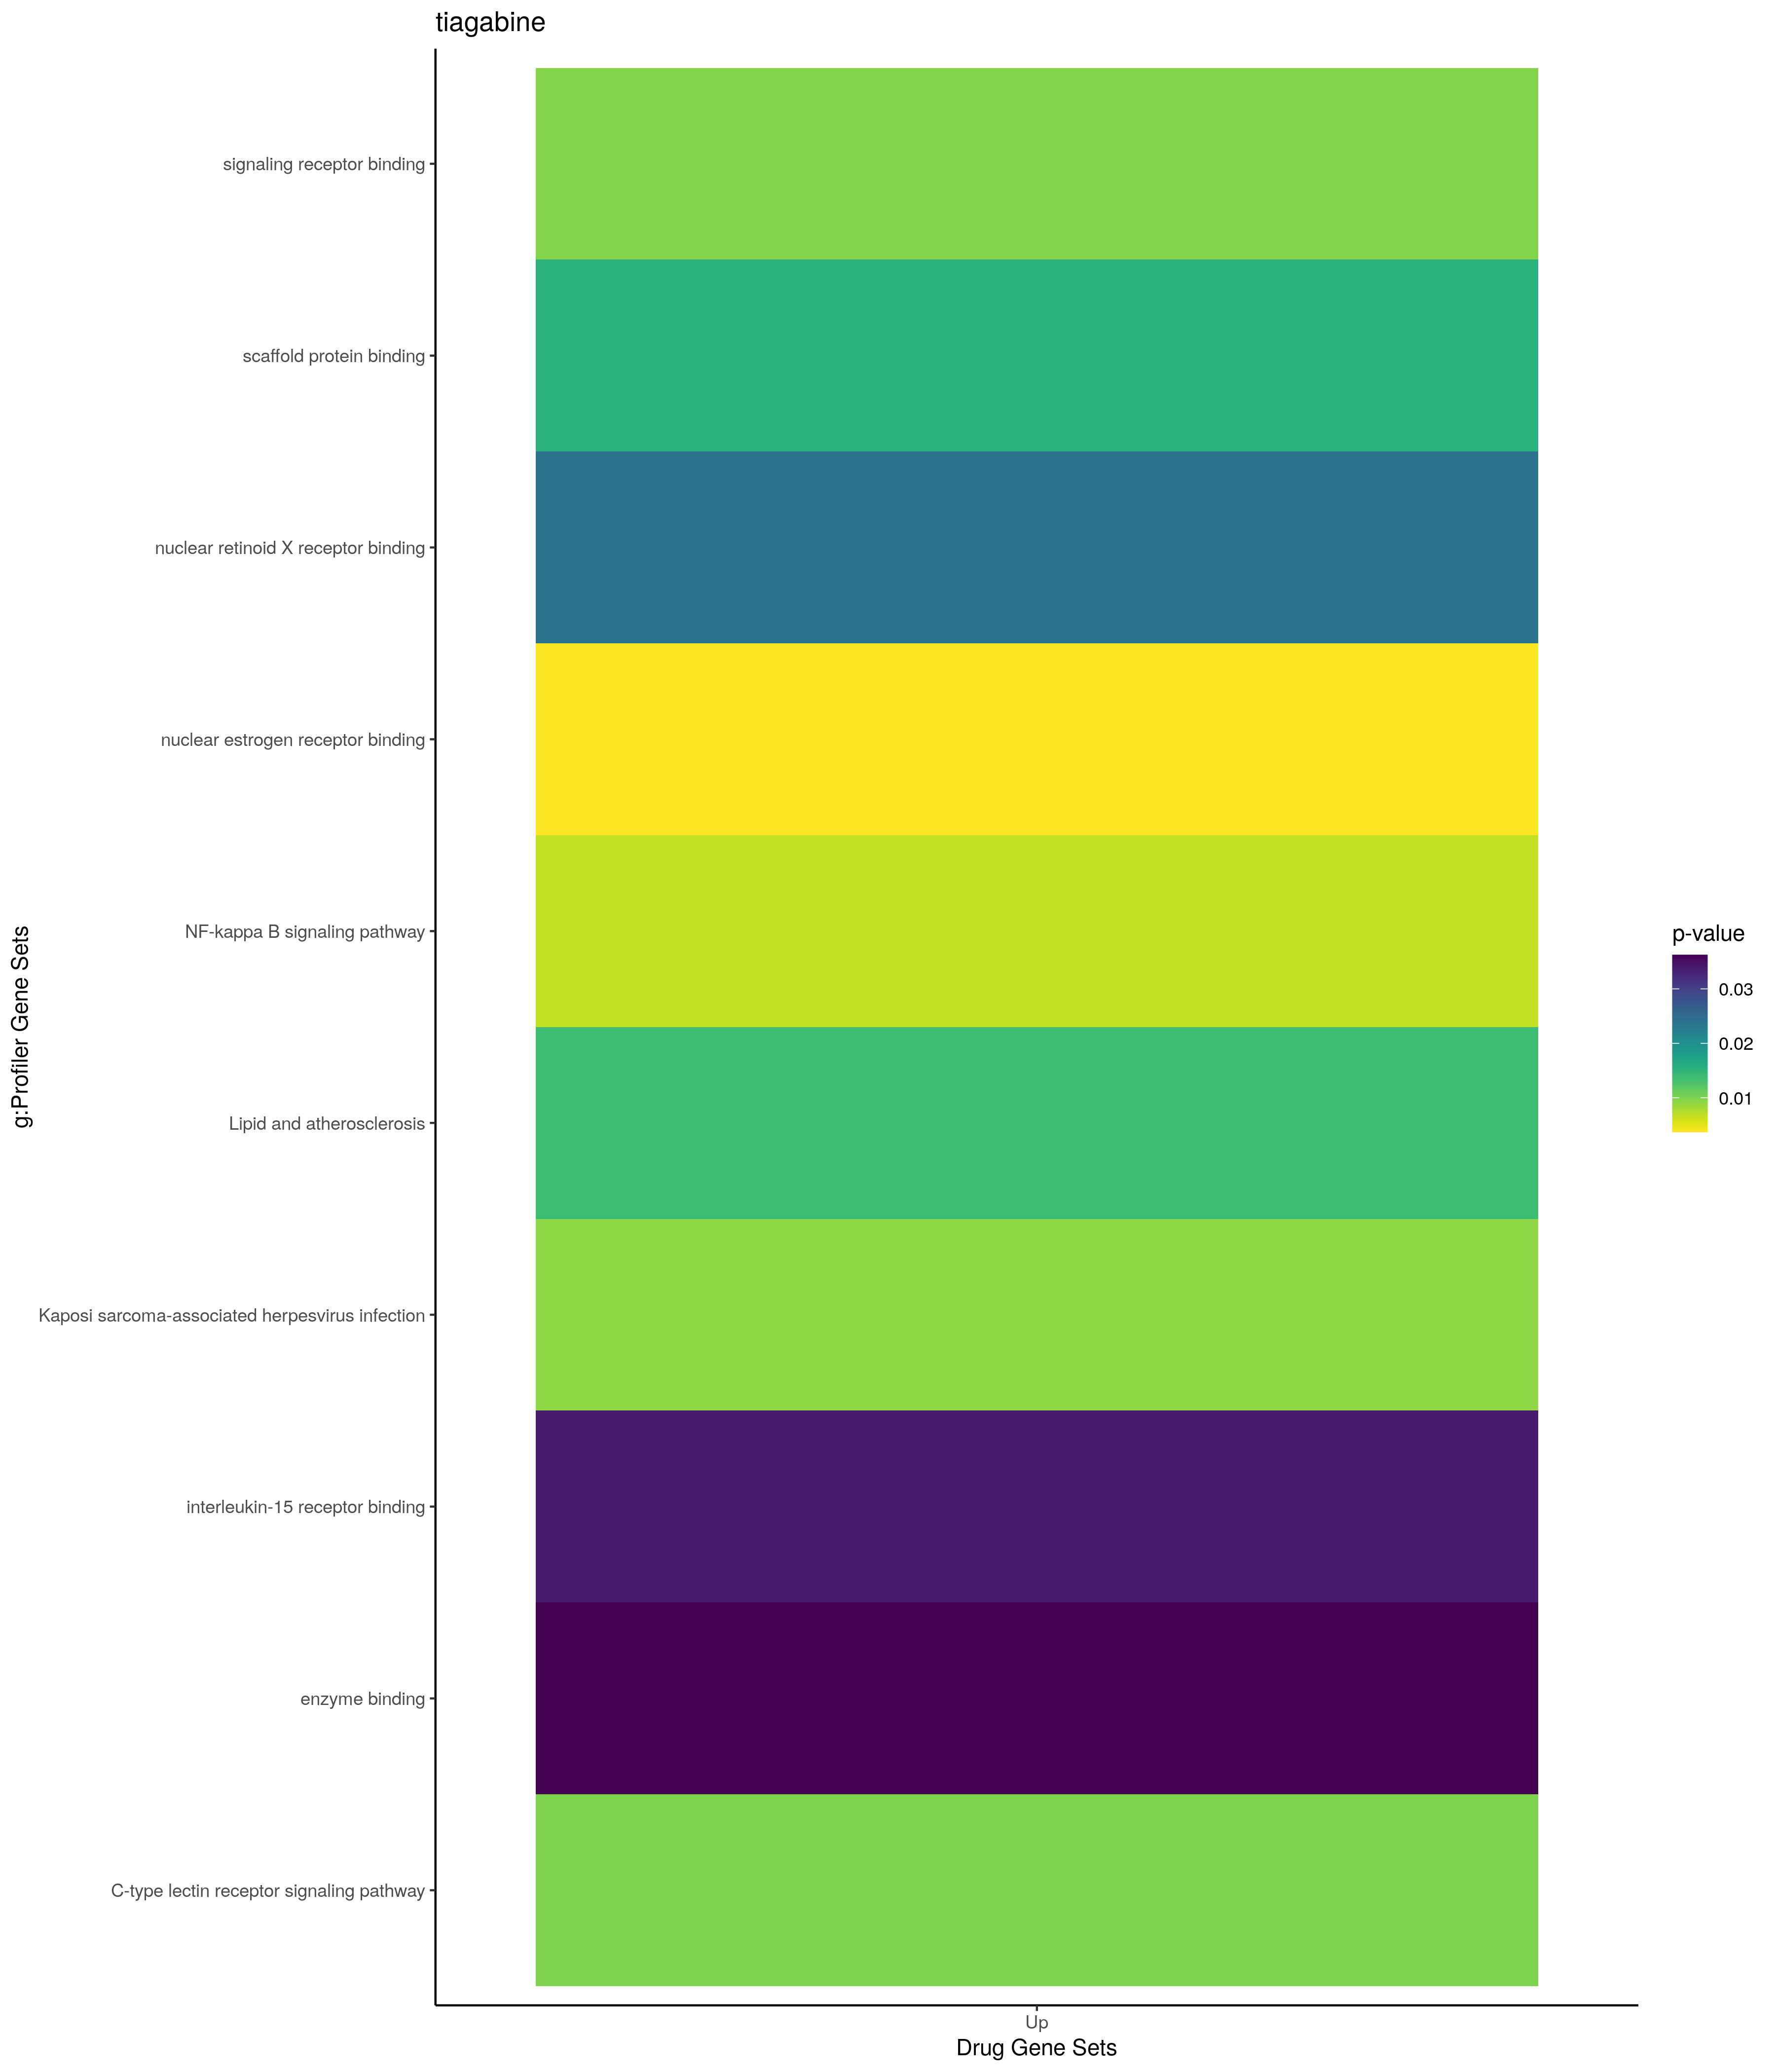 tiagabine
g:Profiler Gene Sets
signaling receptor binding
scaffold protein binding
nuclear retinoid X receptor binding
nuclear estrogen receptor binding
NF-kappa B signaling pathway
Lipid and atherosclerosis
Kaposi sarcoma-associated herpesvirus infection
interleukin-15 receptor binding
enzyme binding
C-type lectin receptor signaling pathway
Up
Drug Gene Sets
p-value
0.03
0.02
0.01